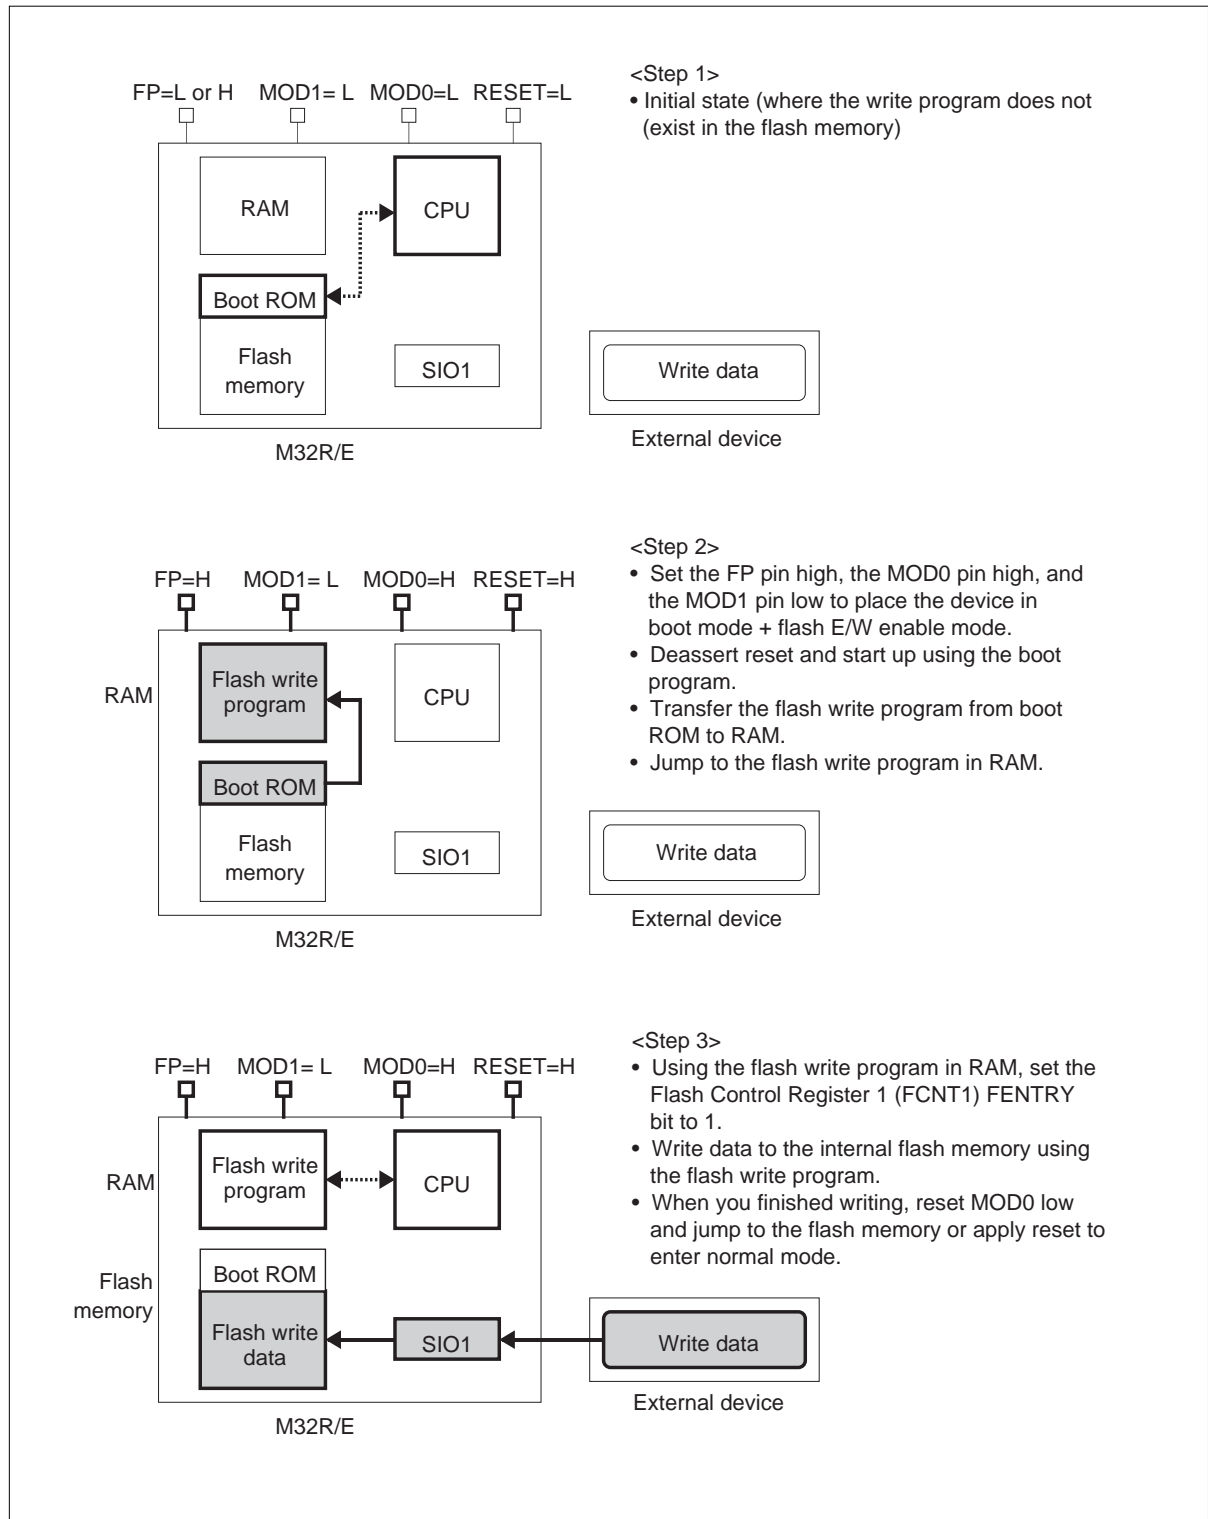 <Step 1>
• Initial state (where the write program does not
(exist in the flash memory)
FP=L or H MOD1= L MOD0=L RESET=L
RAM
CPU
Boot ROM
Flash
memory
SIO1
Write data
External device
M32R/E
<Step 2>
• Set the FP pin high, the MOD0 pin high, and
the MOD1 pin low to place the device in
boot mode + flash E/W enable mode.
• Deassert reset and start up using the boot
program.
• Transfer the flash write program from boot
ROM to RAM.
• Jump to the flash write program in RAM.
FP=H MOD1= L MOD0=H RESET=H
RAM
Flash write
program
CPU
Boot ROM
Flash
memory
SIO1
Write data
External device
M32R/E
<Step 3>
• Using the flash write program in RAM, set the
Flash Control Register 1 (FCNT1) FENTRY
bit to 1.
• Write data to the internal flash memory using
the flash write program.
• When you finished writing, reset MOD0 low
and jump to the flash memory or apply reset to
enter normal mode.
FP=H MOD1= L MOD0=H RESET=H
RAM
Flash write
program
CPU
Flash
memory
Boot ROM
Flash write
data
SIO1
Write data
External device
M32R/E